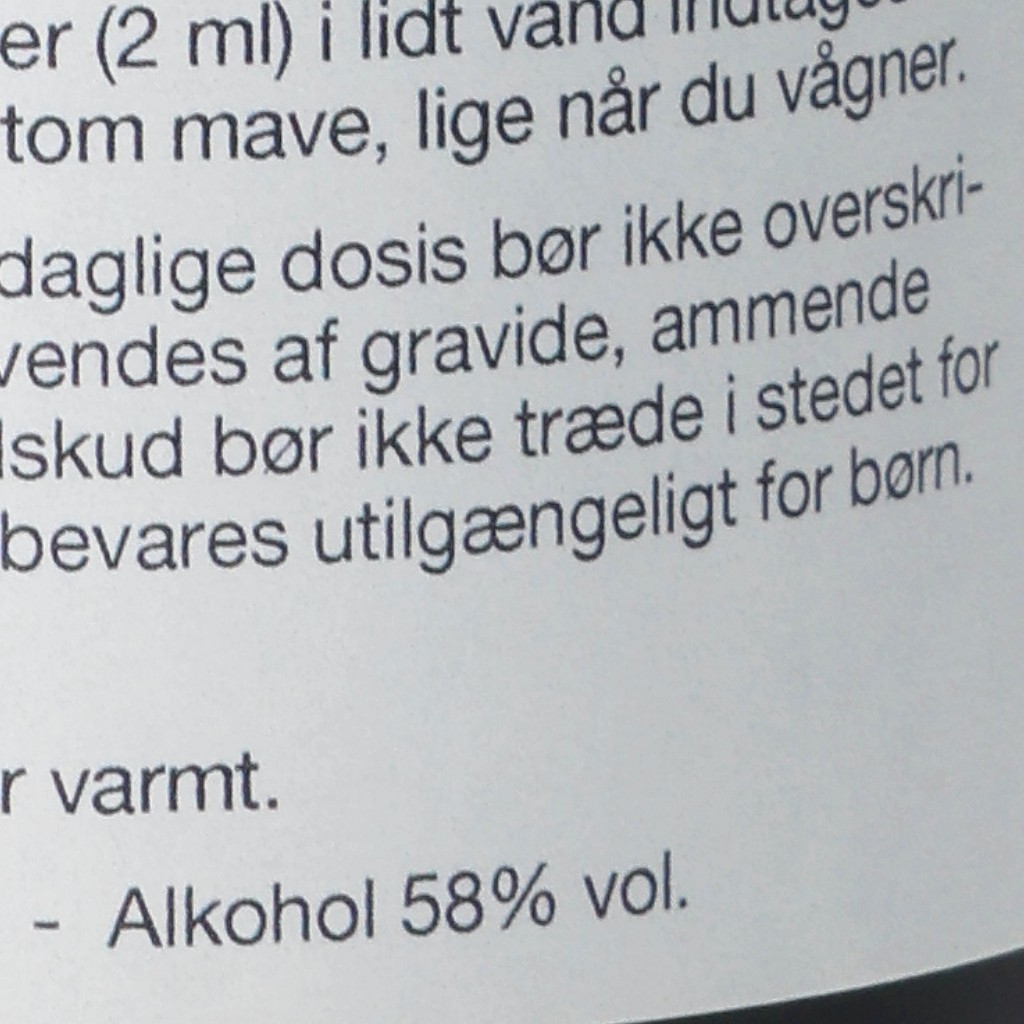 er (2 ml) i lidt vand
tom mave, lige når du vågner.
daglige dosis bør ikke overskri-
vendes af gravide, ammende
lskud bør ikke træde i stedet for
bevares utilgængeligt for børn.
r varmt.
- Alkohol 58% vol.